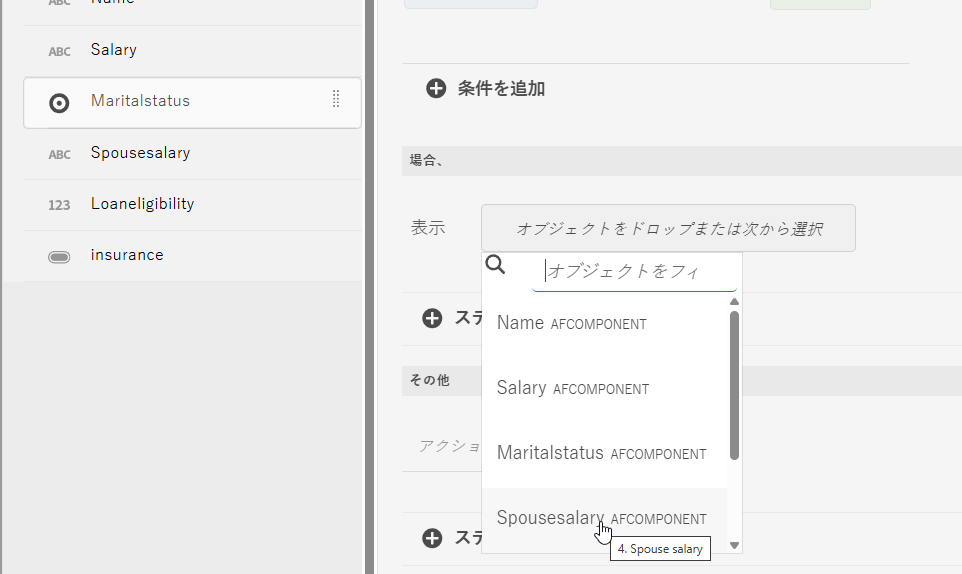 ABC Name
ABC Salary
Maritalstatus
ABC Spousesalary
123 Loaneligibility
insurance
条件を追加
場合、
表示 オブジェクトをドロップまたは次から選択
オブジェクトをフィ
Name AFCOMPONENT
Salary AFCOMPONENT
Maritalstatus AFCOMPONENT
Spousesalary AFCOMPONENT
4. Spouse salary
ステ
その他
アクショ
ステ